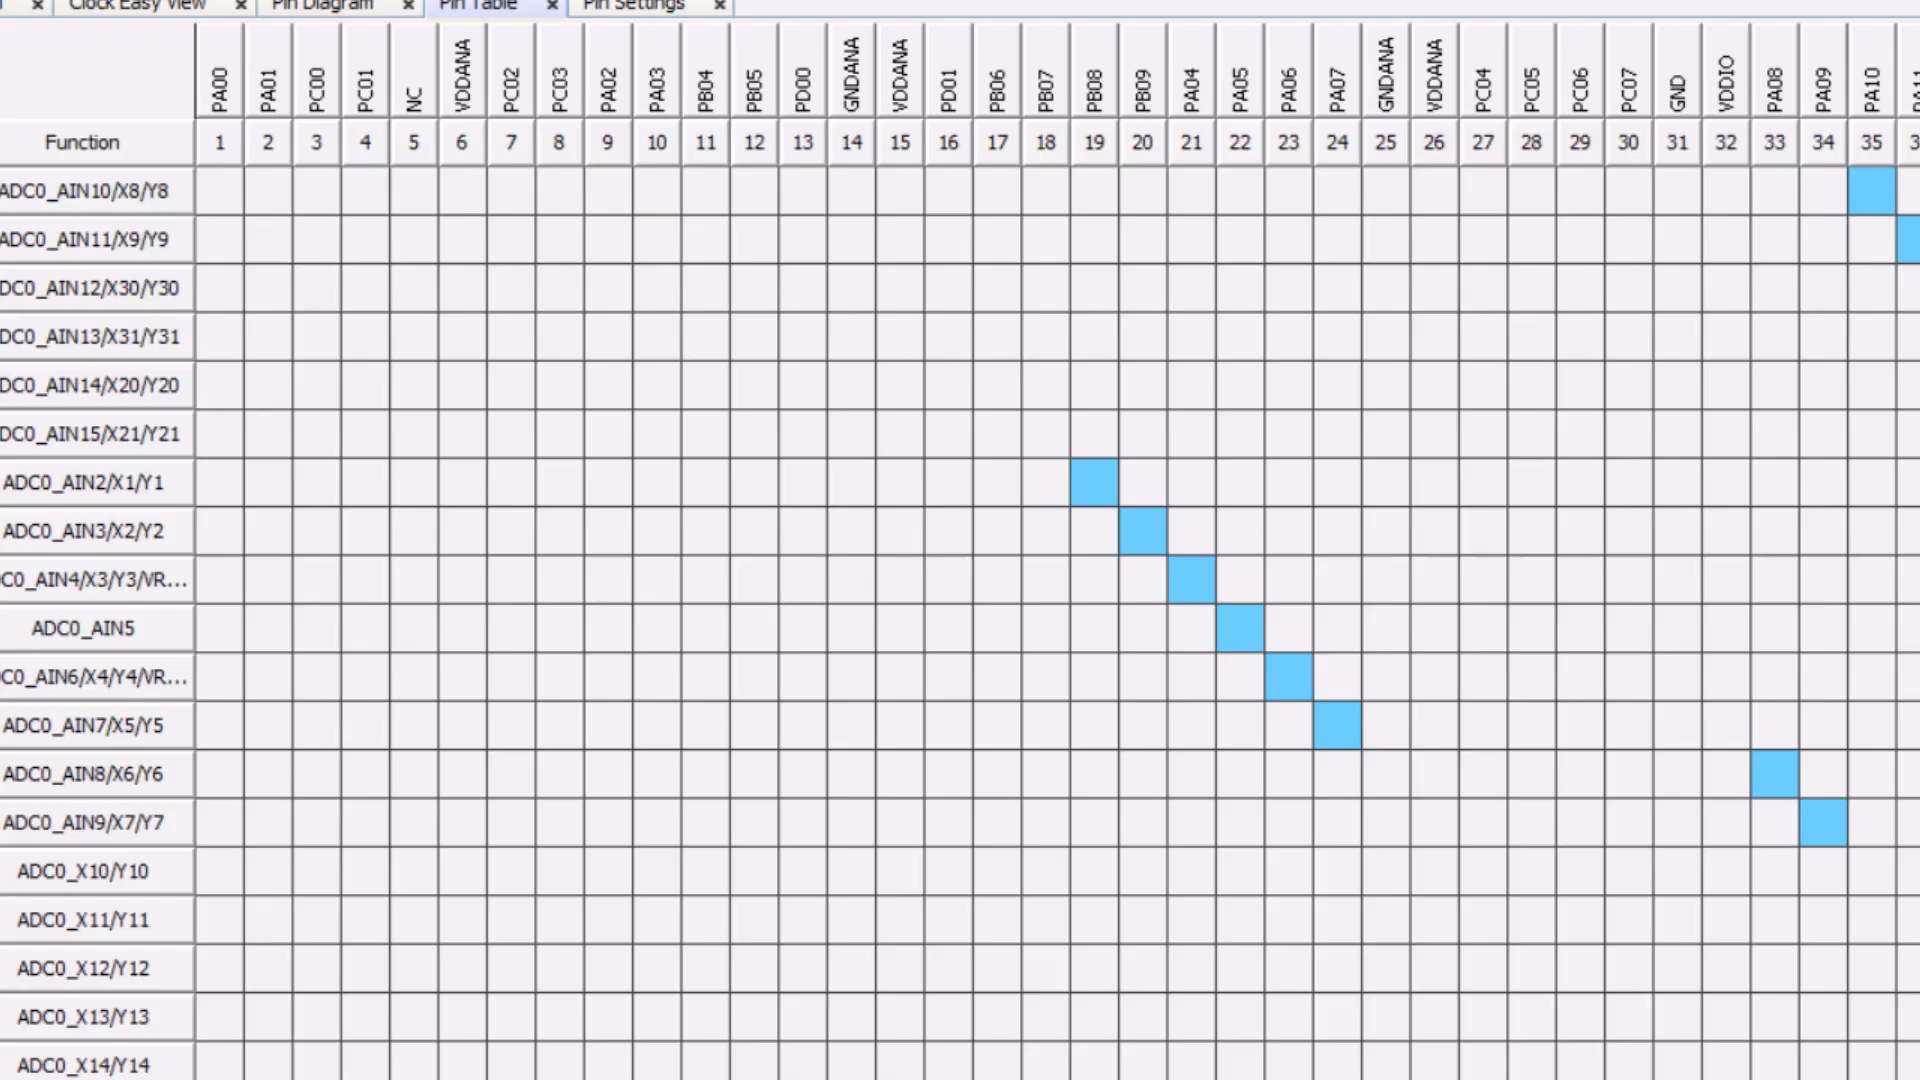 Clock Easy View Pin Diagram Pin Table Pin Settings
PA00 PA01 PC00 PC01 NC VDDANA PC02 PC03 PA02 PA03 PB04 PB05 PD00 GNDANA VDDANA PD01 PB06 PB07 PB08 PB09 PA04 PA05 PA06 PA07 GNDANA VDDANA PC04 PC05 PC06 PC07 GND VDDIO PA08 PA09 PA10 PA11
Function 1 2 3 4 5 6 7 8 9 10 11 12 13 14 15 16 17 18 19 20 21 22 23 24 25 26 27 28 29 30 31 32 33 34 35 3
ADC0_AIN10/X8/Y8
ADC0_AIN11/X9/Y9
DC0_AIN12/X30/Y30
DC0_AIN13/X31/Y31
DC0_AIN14/X20/Y20
DC0_AIN15/X21/Y21
ADC0_AIN2/X1/Y1
ADC0_AIN3/X2/Y2
C0_AIN4/X3/Y3/VR...
ADC0_AIN5
C0_AIN6/X4/Y4/VR...
ADC0_AIN7/X5/Y5
ADC0_AIN8/X6/Y6
ADC0_AIN9/X7/Y7
ADC0_X10/Y10
ADC0_X11/Y11
ADC0_X12/Y12
ADC0_X13/Y13
ADC0_X14/Y14